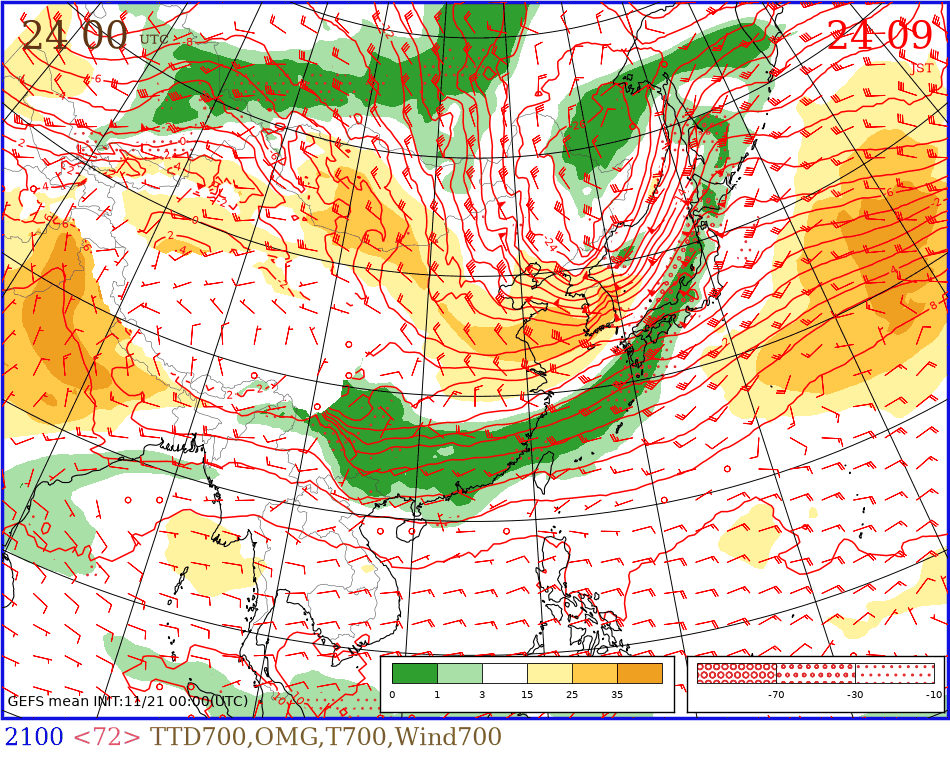 24 00 UTC
24 09
JST
GEFS mean INIT:11/21 00:00(UTC)
0 1 3 15 25 35
-70 -30 -10
2100 <72> TTD700,OMG,T700,Wind700